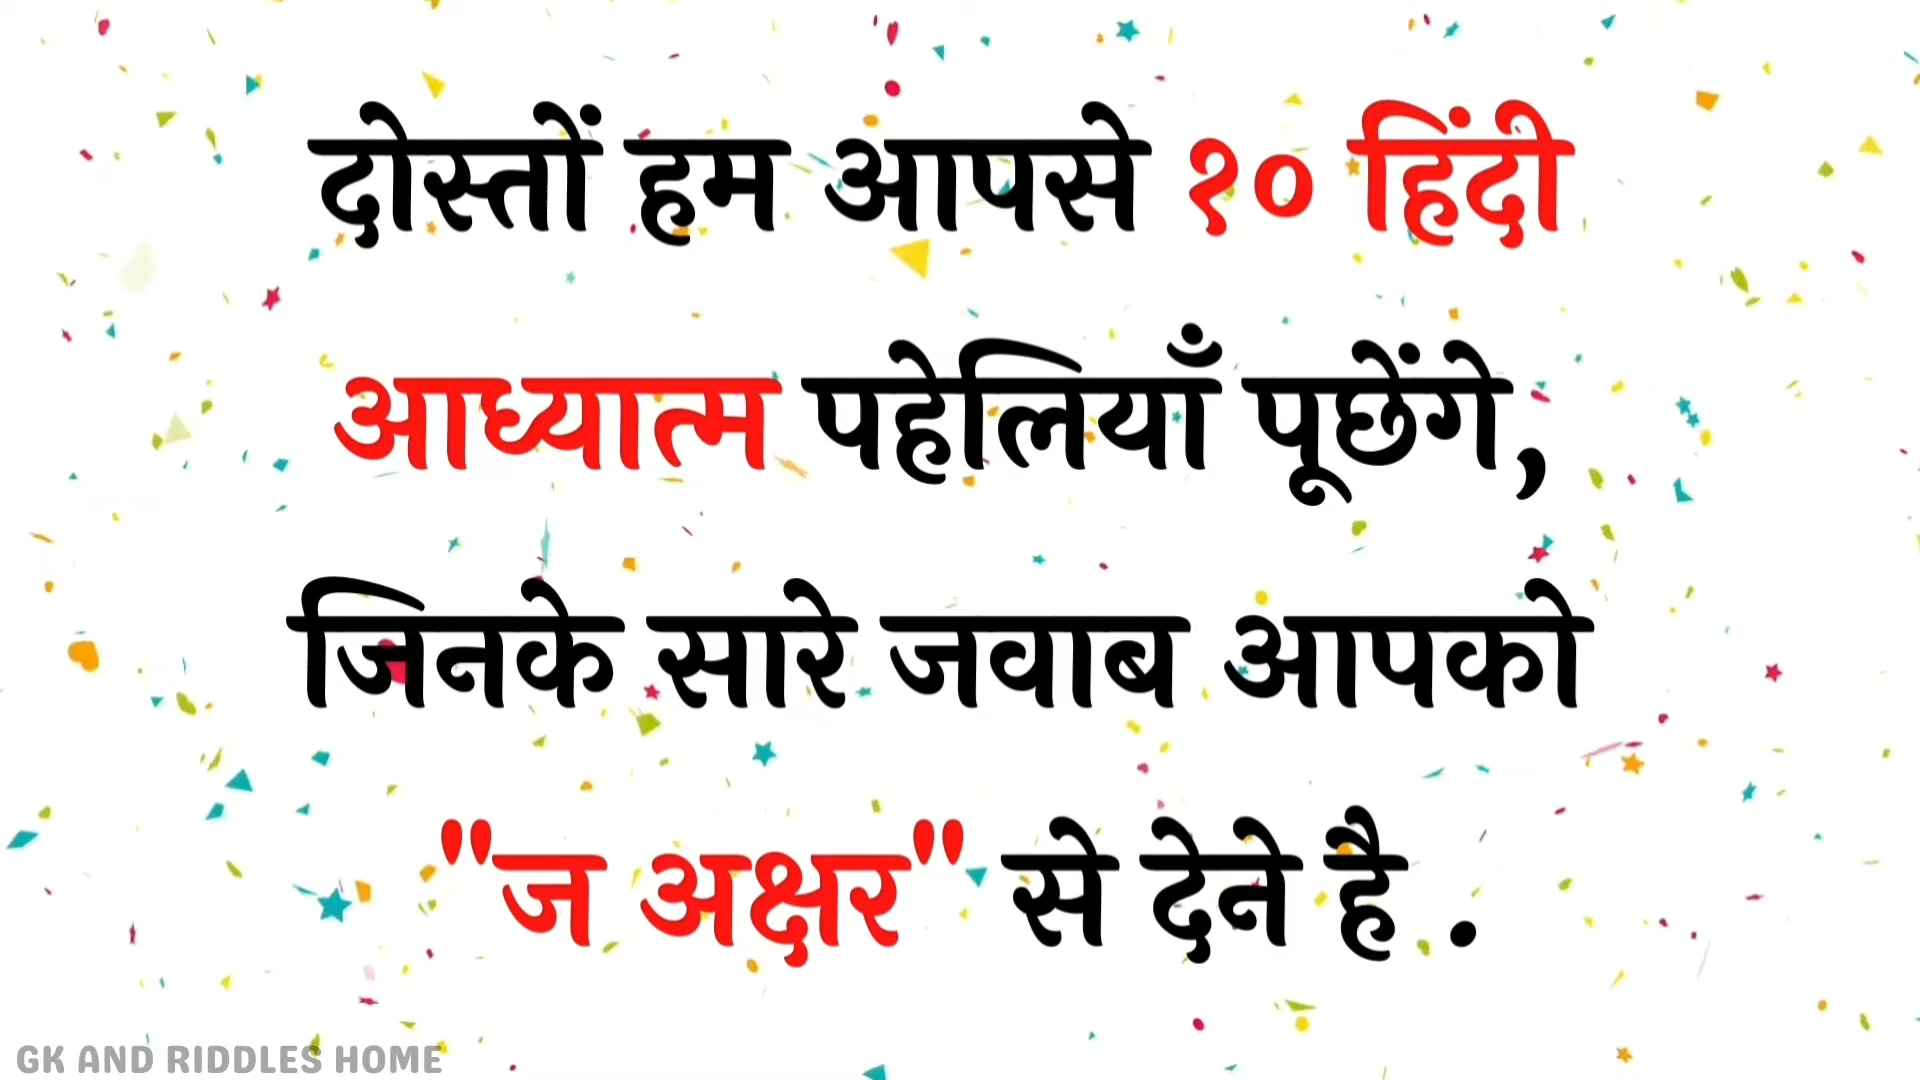 दोस्तों हम आपसे १० हिंदी
आध्यात्म पहेलियाँ पूछेंगे,
जिनके सारे जवाब आपको
"ज अक्षर" से देने है .
GK AND RIDDLES HOME